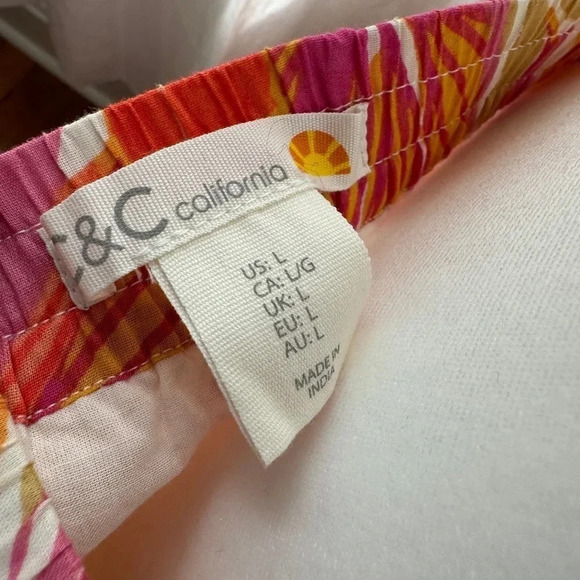 C&C california
US: L
CA: L/G
UK: L
EU: L
AU: L
MADE IN
INDIA